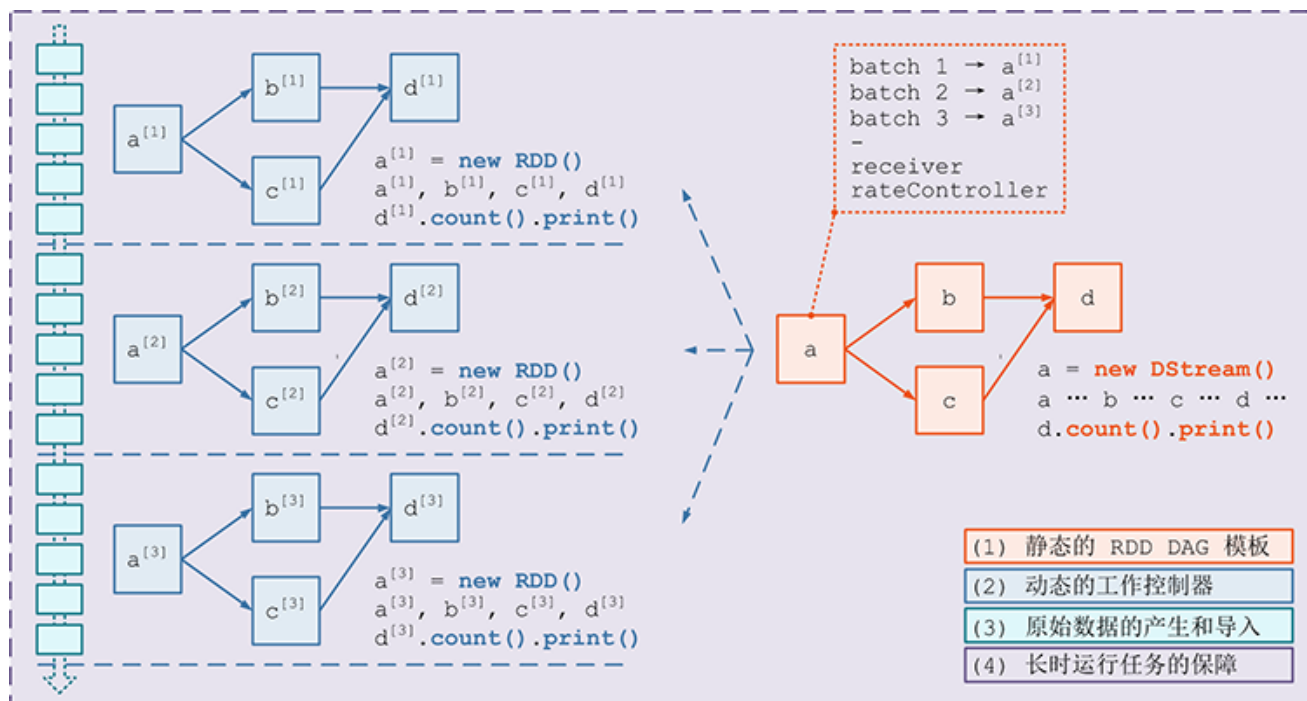 b[1]
d[1]
a[1]
c[1]
a[1] = new RDD()
a[1], b[1], c[1], d[1]
d[1].count().print()
b[2]
d[2]
a[2]
c[2]
a[2] = new RDD()
a[2], b[2], c[2], d[2]
d[2].count().print()
b[3]
d[3]
a[3]
c[3]
a[3] = new RDD()
a[3], b[3], c[3], d[3]
d[3].count().print()
batch 1 → a[1]
batch 2 → a[2]
batch 3 → a[3]
-
receiver
rateController
b
d
a
c
a = new DStream()
a … b … c … d …
d.count().print()
(1) 静态的 RDD DAG 模板
(2) 动态的工作控制器
(3) 原始数据的产生和导入
(4) 长时运行任务的保障